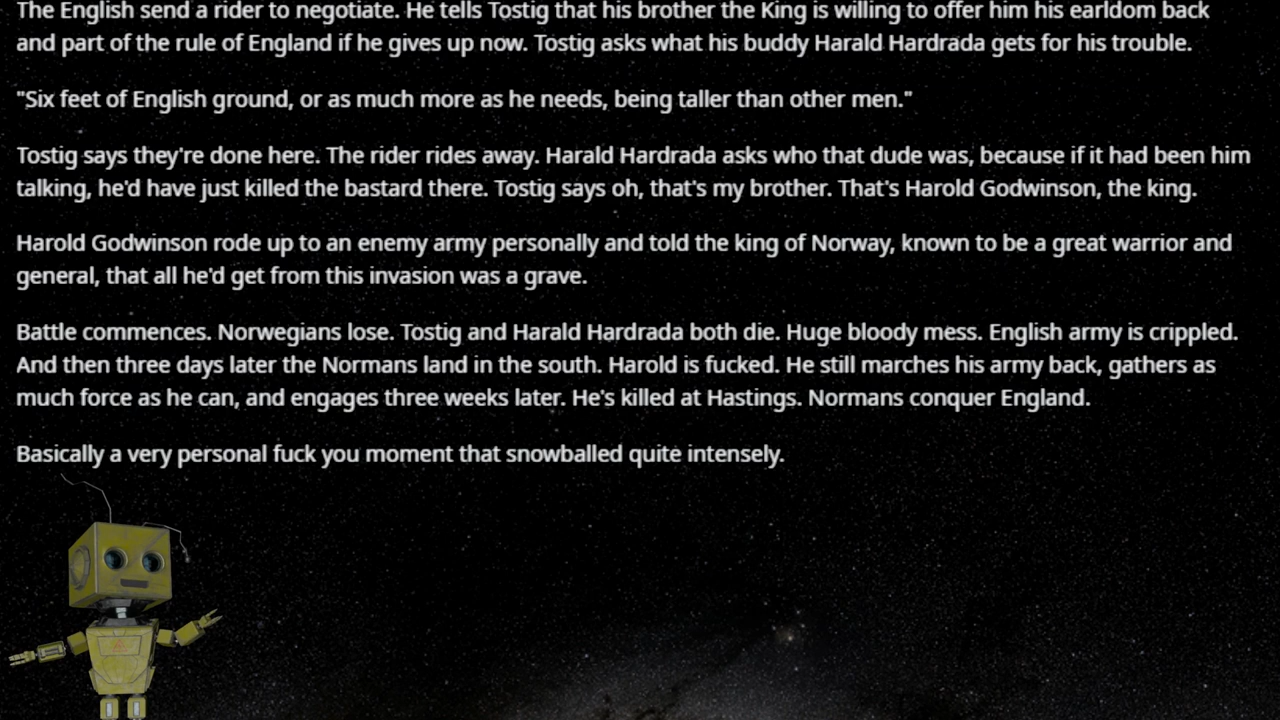 The English send a rider to negotiate. He tells Tostig that his brother the King is willing to offer him his earldom back
and part of the rule of England if he gives up now. Tostig asks what his buddy Harald Hardrada gets for his trouble.
"Six feet of English ground, or as much more as he needs, being taller than other men."
Tostig says they're done here. The rider rides away. Harald Hardrada asks who that dude was, because if it had been him
talking, he'd have just killed the bastard there. Tostig says oh, that's my brother. That's Harold Godwinson, the king.
Harold Godwinson rode up to an enemy army personally and told the king of Norway, known to be a great warrior and
general, that all he'd get from this invasion was a grave.
Battle commences. Norwegians lose. Tostig and Harald Hardrada both die. Huge bloody mess. English army is crippled.
And then three days later the Normans land in the south. Harold is fucked. He still marches his army back, gathers as
much force as he can, and engages three weeks later. He's killed at Hastings. Normans conquer England.
Basically a very personal fuck you moment that snowballed quite intensely.